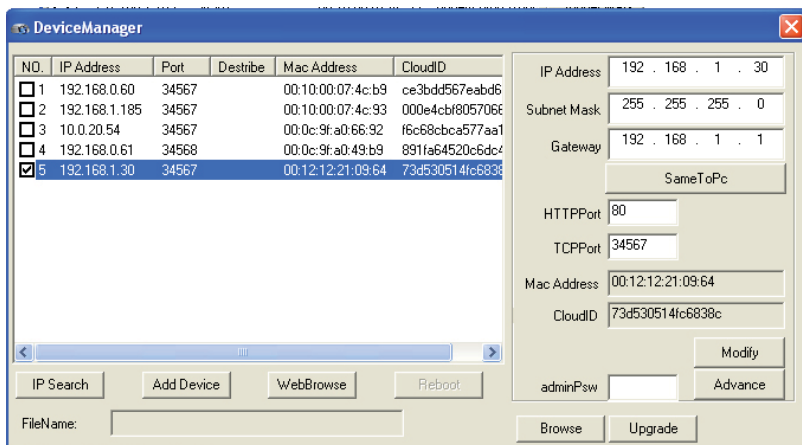 DeviceManager
NO. IP Address Port Destribe Mac Address CloudID
1 192.168.0.60 34567 00:10:00:07:4c:b9 ce3bdd567eabd6
2 192.168.1.185 34567 00:10:00:07:4c:93 000e4cbf8057066
3 10.0.20.54 34567 00:0c:9f:a0:66:92 f6c68cbca577aa1
4 192.168.0.61 34568 00:0c:9f:a0:49:b9 891fa64520c6dc4
5 192.168.1.30 34567 00:12:12:21:09:64 73d530514fc6838
IP Search Add Device WebBrowse Reboot
FileName:
IP Address 192 . 168 . 1 . 30
Subnet Mask 255 . 255 . 255 . 0
Gateway 192 . 168 . 1 . 1
SameToPc
HTTPPort 80
TCPPort 34567
Mac Address 00:12:12:21:09:64
CloudID 73d530514fc6838c
Modify
adminPsw Advance
Browse Upgrade